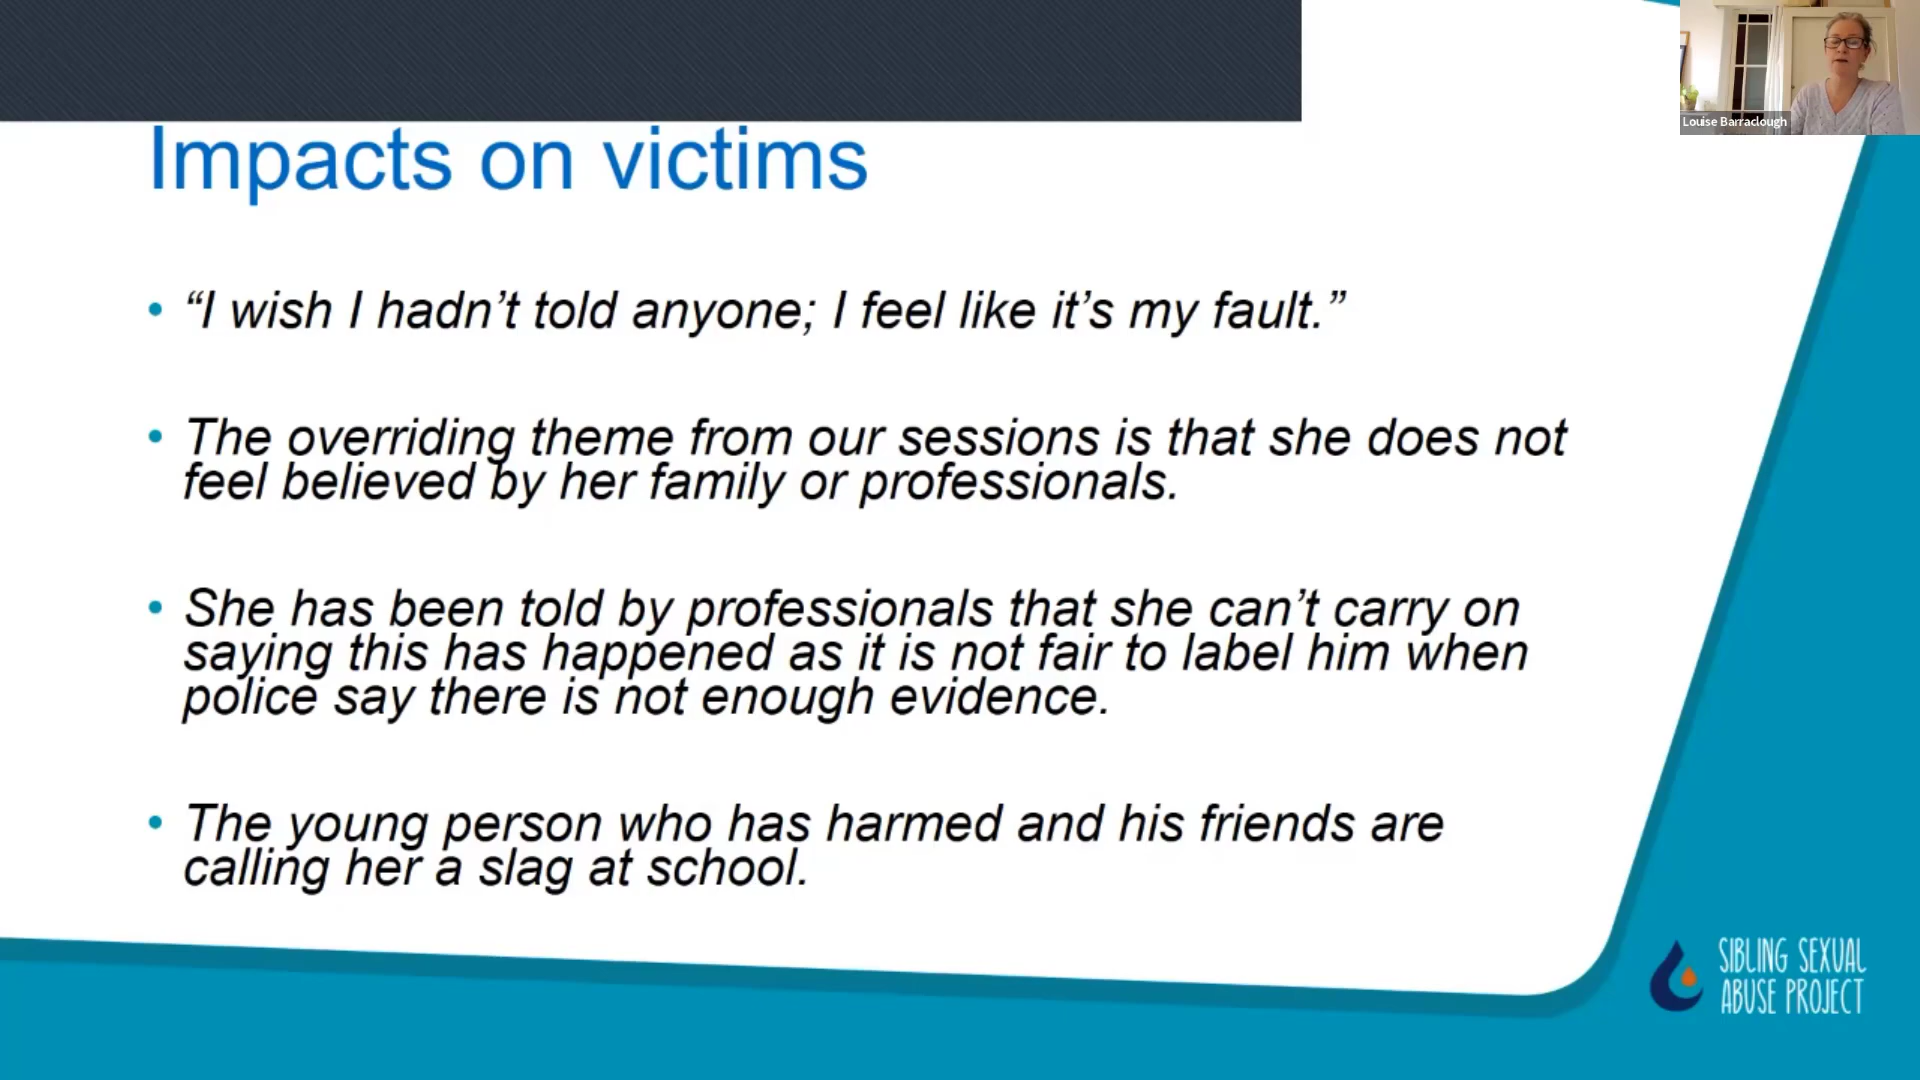 Louise Barraclough
Impacts on victims
• “I wish I hadn’t told anyone; I feel like it’s my fault.”
• The overriding theme from our sessions is that she does not
feel believed by her family or professionals.
• She has been told by professionals that she can’t carry on
saying this has happened as it is not fair to label him when
police say there is not enough evidence.
• The young person who has harmed and his friends are
calling her a slag at school.
SIBLING SEXUAL
ABUSE PROJECT